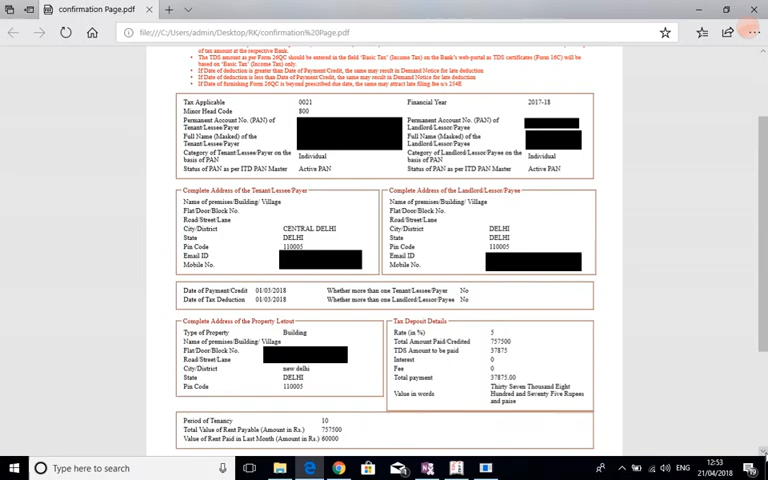 confirmation Page.pdf
file:///C:/Users/admin/Desktop/RK/confirmation%20Page.pdf
of tax amount at the respective Bank.
The TDS amount as per Form 26QC should be entered in the field 'Basic Tax' (Income Tax) on the Bank's web-portal as TDS certificates (Form 16C) will be
based on 'Basic Tax' (Income Tax) only.
If Date of deduction is greater than Date of Payment/Credit, the same may result in Demand Notice for late deduction
If Date of deduction is less than Date of Payment/Credit, the same may result in Demand Notice for late deduction
If Date of furnishing Form 26QC is beyond prescribed due date, the same may attract late filing fee u/s 234E
Tax Applicable 0021 Financial Year 2017-18
Minor Head Code 800
Permanent Account No. (PAN) of Permanent Account No. (PAN) of
Tenant/Lessee/Payer Landlord/Lessor/Payee
Full Name (Masked) of the Full Name (Masked) of the
Tenant/Lessee/Payer Landlord/Lessor/Payee
Category of Tenant/Lessee/Payer on the Individual Category of Landlord/Lessor/Payee on the Individual
basis of PAN basis of PAN
Status of PAN as per ITD PAN Master Active PAN Status of PAN as per ITD PAN Master Active PAN
Complete Address of the Tenant/Lessee/Payer Complete Address of the Landlord/Lessor/Payee
Name of premises/Building/ Village Name of premises/Building/ Village
Flat/Door/Block No. Flat/Door/Block No.
Road/Street/Lane Road/Street/Lane
City/District CENTRAL DELHI City/District DELHI
State DELHI State DELHI
Pin Code 110005 Pin Code 110005
Email ID Email ID
Mobile No. Mobile No.
Date of Payment/Credit 01/03/2018 Whether more than one Tenant/Lessee/Payer No
Date of Tax Deduction 01/03/2018 Whether more than one Landlord/Lessor/Payee No
Complete Address of the Property Letout Tax Deposit Details
Type of Property Building Rate (in %) 5
Name of premises/Building/ Village Total Amount Paid/Credited 757500
Flat/Door/Block No. TDS Amount to be paid 37875
Road/Street/Lane Interest 0
City/District new delhi Fee 0
State DELHI Total payment 37875.00
Pin Code 110005 Value in words Thirty Seven Thousand Eight
Hundred and Seventy Five Rupees
and paise
Period of Tenancy 10
Total Value of Rent Payable (Amount in Rs.) 757500
Value of Rent Paid in Last Month (Amount in Rs.) 60000
Type here to search
ENG
12:53
21/04/2018